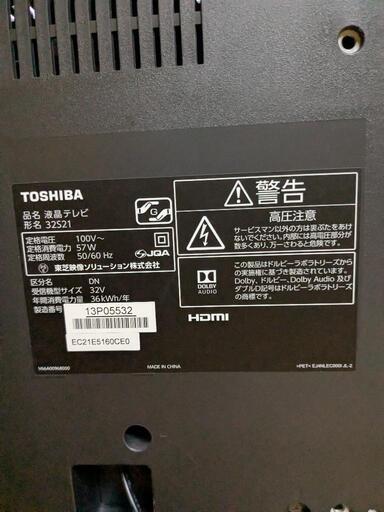 TOSHIBA
品名 液晶テレビ
形名 32S21
定格電圧 100V~
定格消費電力 57W
定格周波数 50/60 Hz
JQA
東芝映像ソリューション株式会社
区分名 DN
受信機型サイズ 32V
年間消費電力量 36kWh/年
製造番号
13P05532
EC21E5160CE0
警告
高圧注意
サービスマン以外の方は裏ぶたをあけ
ないでください。内部には高電圧部分が
数多くあり、万一さわると危険です。
DOLBY
AUDIO
この製品はドルビーラボラトリーズから
の実施権に基づき製造されています。
Dolby、ドルビー、Dolby Audio 及び
ダブルD記号はドルビーラボラトリーズ
の商標です。
HDMI
MADE IN CHINA